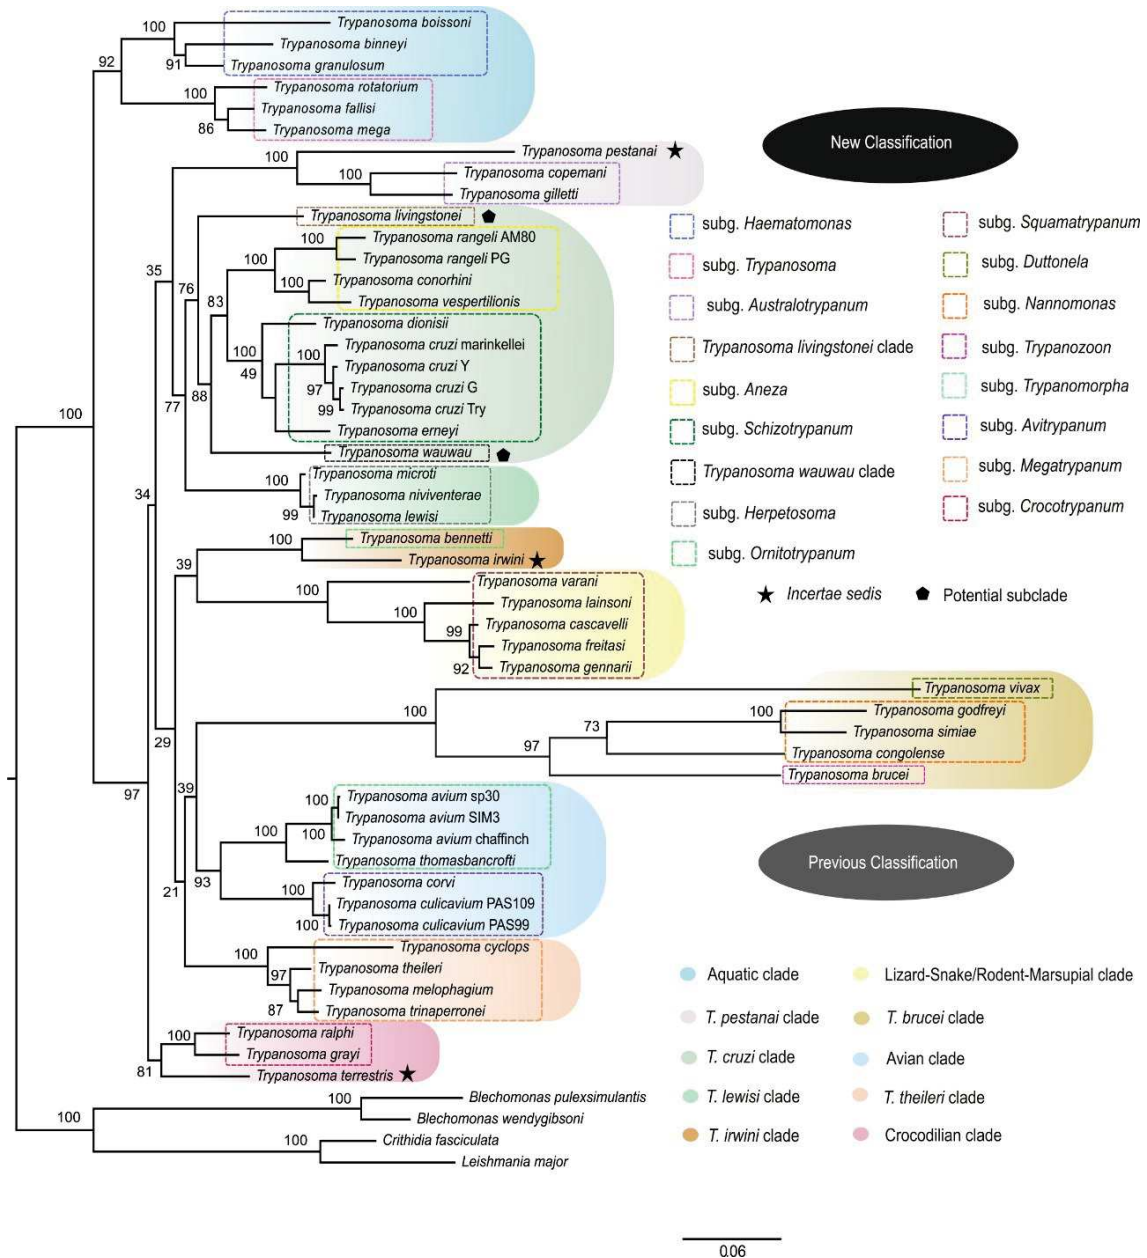 100
Trypanosoma boissoni
Trypanosoma binneyi
92
91
Trypanosoma granulosum
100
Trypanosoma rotatorium
Trypanosoma fallisi
86
Trypanosoma mega
100
Trypanosoma pestanai
100
Trypanosoma copemani
Trypanosoma gilletti
Trypanosoma livingstonei
100
Trypanosoma rangeli AM80
100
Trypanosoma rangeli PG
35
76
100
Trypanosoma conorhini
83
Trypanosoma vespertilionis
Trypanosoma dionisii
100
100
Trypanosoma cruzi marinkellei
49
Trypanosoma cruzi Y
97
Trypanosoma cruzi G
88
77
99
Trypanosoma cruzi Try
100
Trypanosoma erneyi
Trypanosoma wauwau
100
Trypanosoma microti
34
Trypanosoma niviventerae
99
Trypanosoma lewisi
100
Trypanosoma bennetti
39
Trypanosoma irwini
100
Trypanosoma varani
100
Trypanosoma lainsoni
99
Trypanosoma cascavelli
Trypanosoma freitasi
92
Trypanosoma gennarii
Trypanosoma vivax
100
100
Trypanosoma godfreyi
73
Trypanosoma simiae
29
97
Trypanosoma congolense
Trypanosoma brucei
97
39
100
Trypanosoma avium sp30
Trypanosoma avium SIM3
100
100
Trypanosoma avium chaffinch
Trypanosoma thomasbancrofti
93
21
100
Trypanosoma corvi
Trypanosoma culicavium PAS109
100
Trypanosoma culicavium PAS99
100
Trypanosoma cyclops
97
Trypanosoma theileri
Trypanosoma melophagium
87
Trypanosoma trinaperronei
100
Trypanosoma ralphi
Trypanosoma grayi
81
Trypanosoma terrestris
100
100
Blechomonas pulexsimulantis
Blechomonas wendygibsoni
100
Crithidia fasciculata
Leishmania major
New Classification
subg. Haematomonas
subg. Trypanosoma
subg. Australotrypanum
Trypanosoma livingstonei clade
subg. Aneza
subg. Schizotrypanum
Trypanosoma wauwau clade
subg. Herpetosoma
subg. Ornitotrypanum
subg. Squamatrypanum
subg. Duttonela
subg. Nannomonas
subg. Trypanozoon
subg. Trypanomorpha
subg. Avitrypanum
subg. Megatrypanum
subg. Crocotrypanum
Incertae sedis
Potential subclade
Previous Classification
Aquatic clade
T. pestanai clade
T. cruzi clade
T. lewisi clade
T. irwini clade
Lizard-Snake/Rodent-Marsupial clade
T. brucei clade
Avian clade
T. theileri clade
Crocodilian clade
0.06